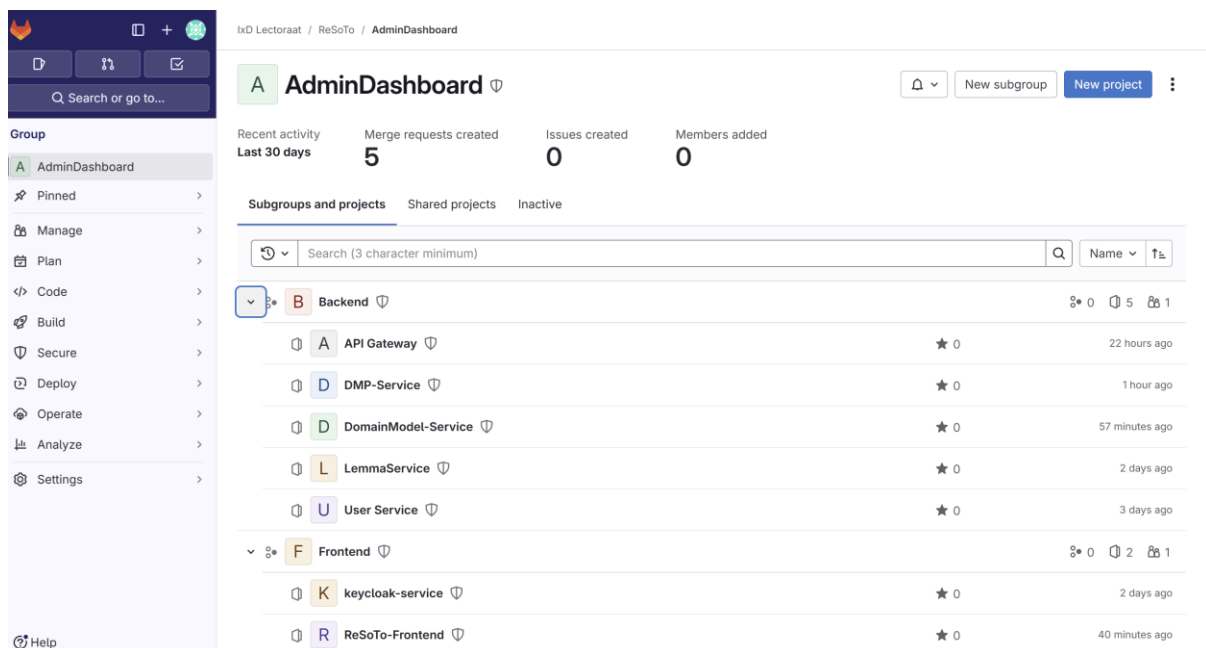 IxD Lectoraat / ReSoTo / AdminDashboard
Search or go to...
Group
A AdminDashboard
Pinned
Manage
Plan
Code
Build
Secure
Deploy
Operate
Analyze
Settings
Help
A AdminDashboard
New subgroup
New project
Recent activity
Last 30 days
Merge requests created
5
Issues created
0
Members added
0
Subgroups and projects Shared projects Inactive
Search (3 character minimum)
Name
B Backend 0 5 1
A API Gateway 0 22 hours ago
D DMP-Service 0 1 hour ago
D DomainModel-Service 0 57 minutes ago
L LemmaService 0 2 days ago
U User Service 0 3 days ago
F Frontend 0 2 1
K keycloak-service 0 2 days ago
R ReSoTo-Frontend 0 40 minutes ago